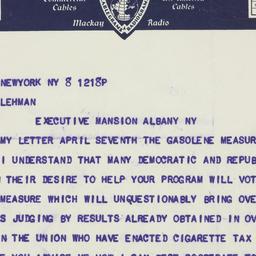 Commercial Cables
Mackay Radio
NEWYORK NY 8 1218P
LEHMAN
EXECUTIVE MANSION ALBANY NY
MY LETTER APRIL SEVENTH THE GASOLENE MEASUR
I UNDERSTAND THAT MANY DEMOCRATIC AND REPUB
THEIR DESIRE TO HELP YOUR PROGRAM WILL VOT
MEASURE WHICH WILL UNQUESTIONABLY BRING OVE
S JUDGING BY RESULTS ALREADY OBTAINED IN OV
N THE UNION WHO HAVE ENACTED CIGARETTE TAX